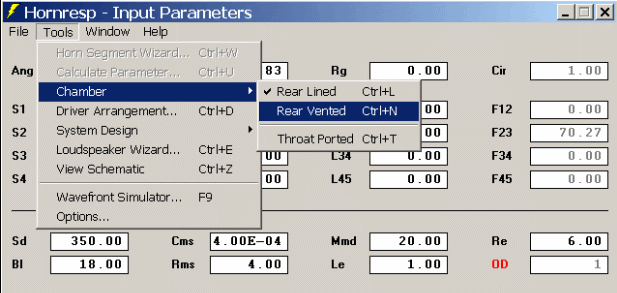 Hornresp - Input Parameters
File Tools Window Help
Horn Segment Wizard... Ctrl+W
Ang Calculate Parameter... Ctrl+U 83 Rg 0.00 Cir 1.00
Chamber Rear Lined Ctrl+L
S1 Driver Arrangement... Ctrl+D Rear Vented Ctrl+N .00 F12 0.00
S2 System Design .00 F23 70.27
Throat Ported Ctrl+T
S3 Loudspeaker Wizard... Ctrl+E .00 L34 0.00 F34 0.00
S4 View Schematic Ctrl+Z .00 L45 0.00 F45 0.00
Wavefront Simulator... F9
Options...
Sd 350.00 Cms 4.00E-04 Mmd 20.00 Re 6.00
Bl 18.00 Rms 4.00 Le 1.00 OD 1